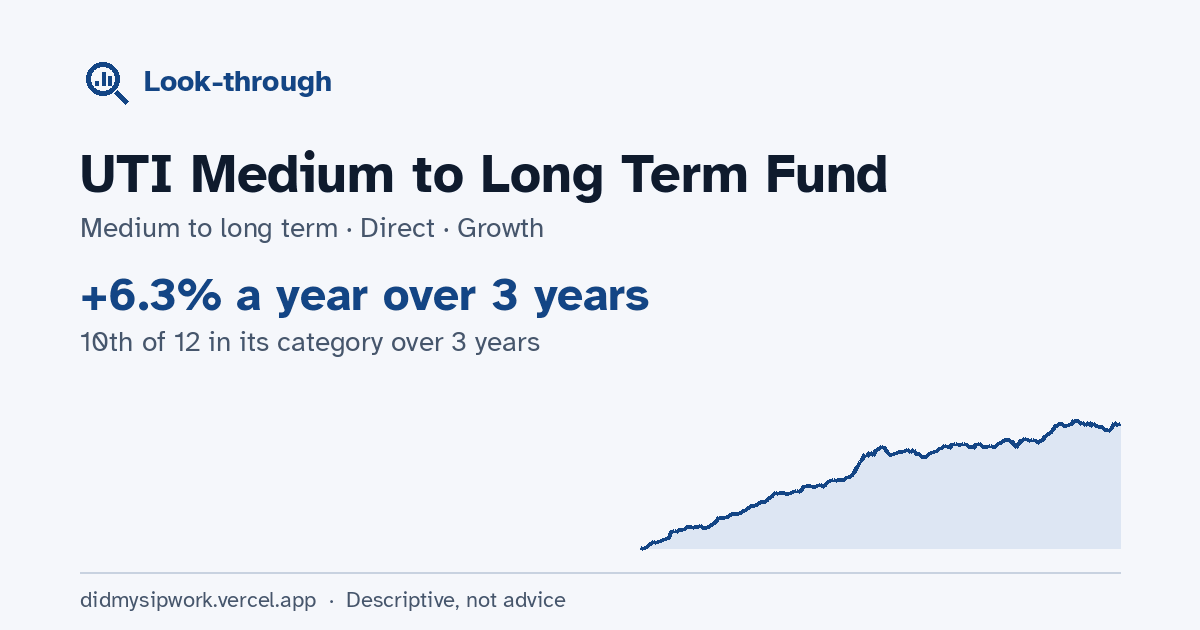 Look-through
UTI Medium to Long Term Fund
Medium to long term · Direct · Growth
+6.3% a year over 3 years
10th of 12 in its category over 3 years
didmysipwork.vercel.app · Descriptive, not advice